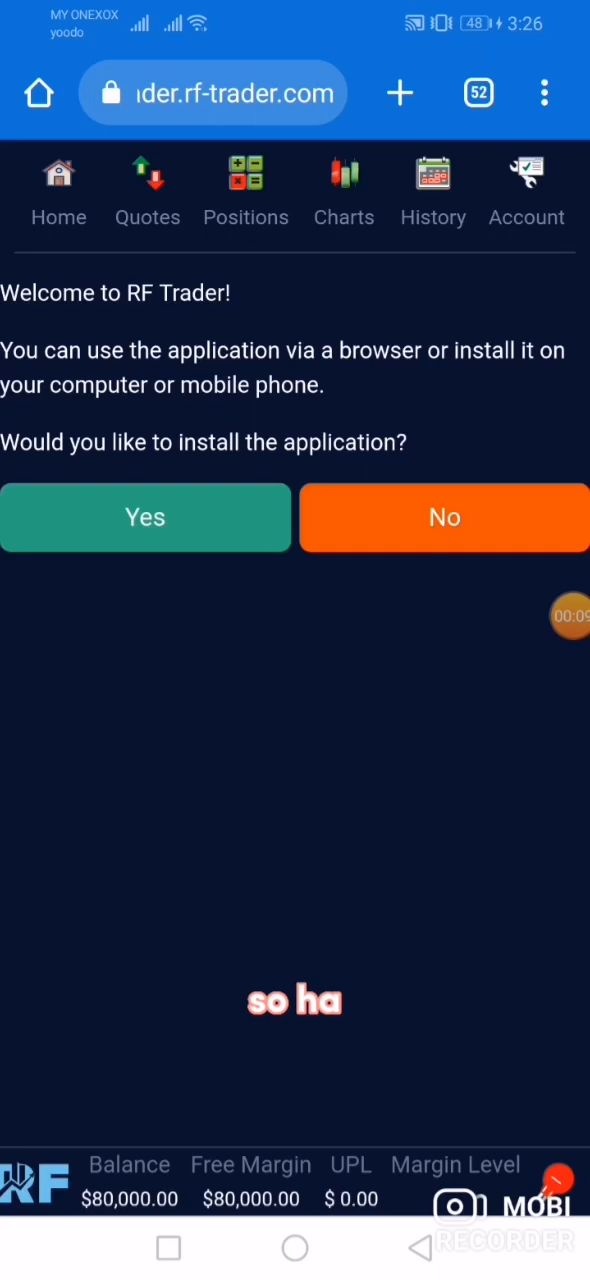 MY ONEXOX
yoodo
48
3:26
ader.rf-trader.com
52
Home Quotes Positions Charts History Account
Welcome to RF Trader!
You can use the application via a browser or install it on
your computer or mobile phone.
Would you like to install the application?
Yes No
00:09
so ha
RF
Balance Free Margin UPL Margin Level
$80,000.00 $80,000.00 $ 0.00
MOBI
RECORDER